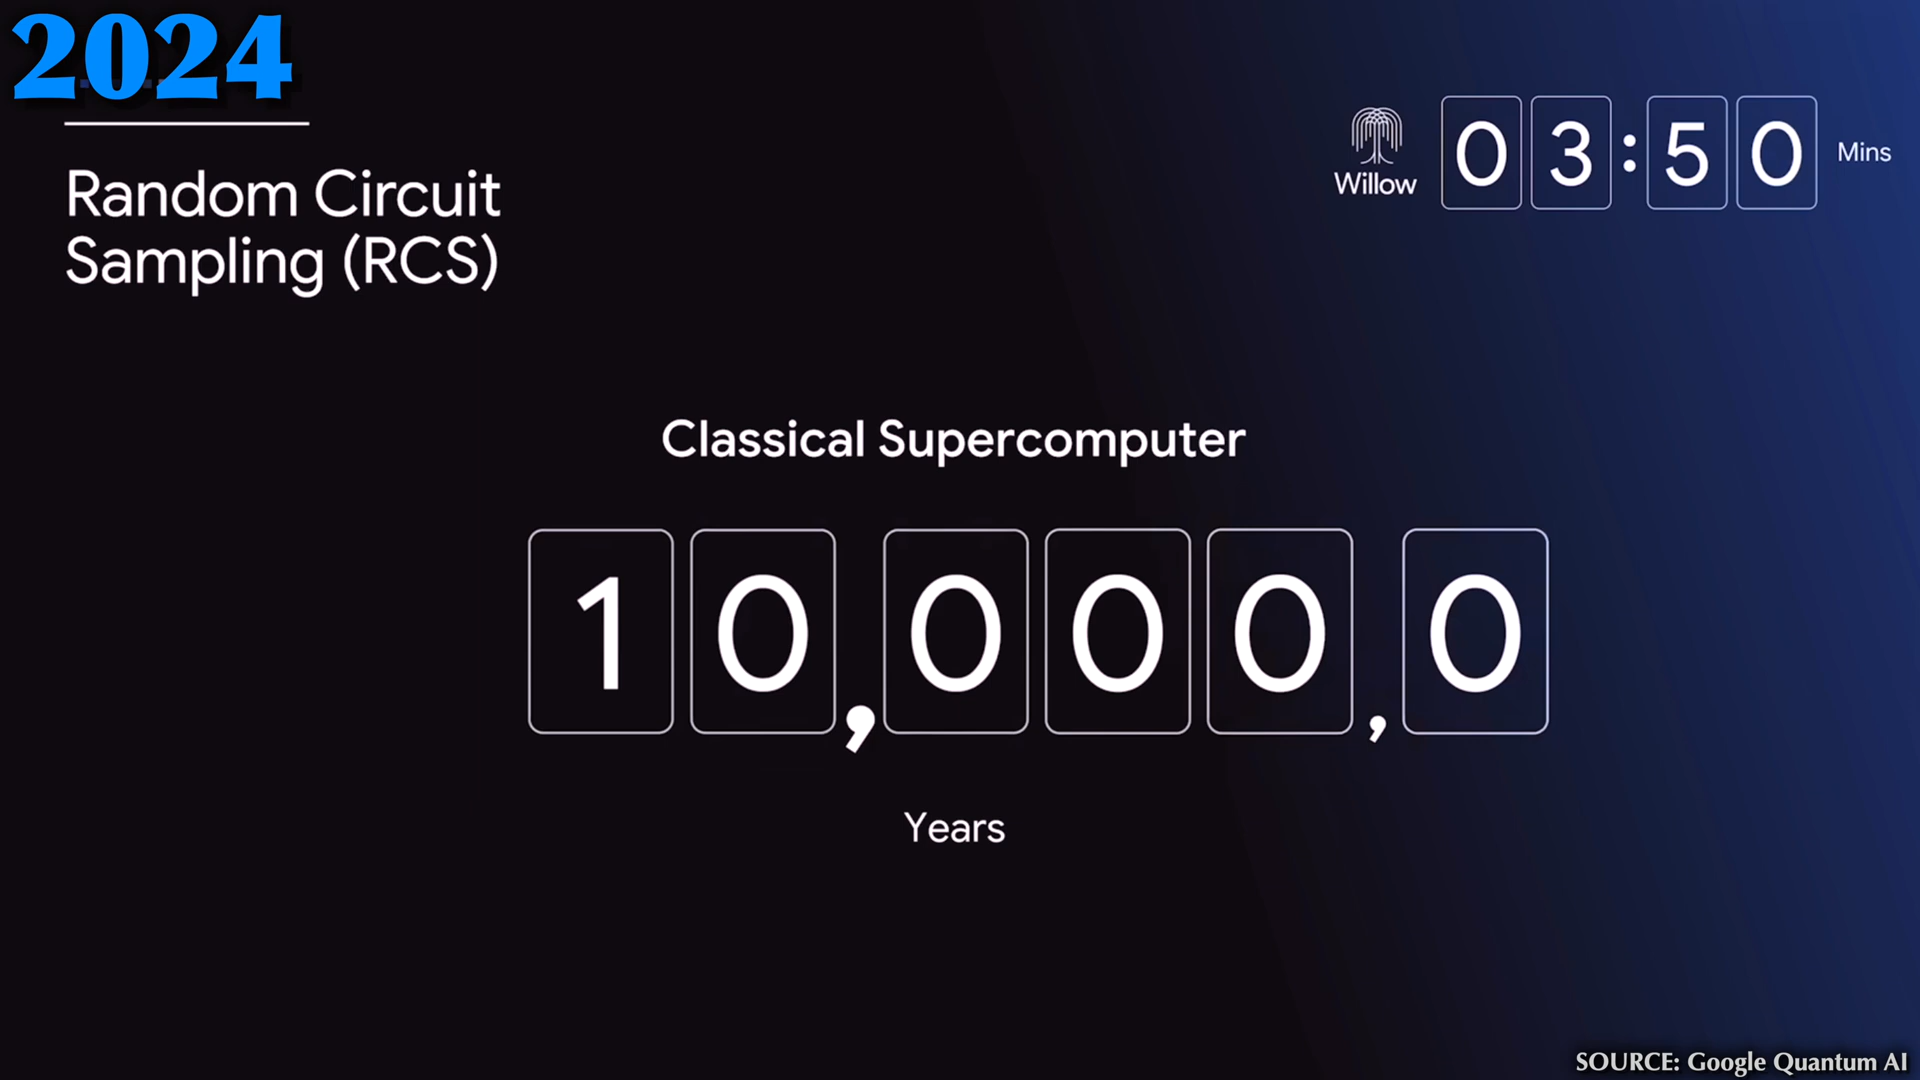 2024
Random Circuit
Sampling (RCS)
Willow
03:50 Mins
Classical Supercomputer
10,000,0
Years
SOURCE: Google Quantum AI